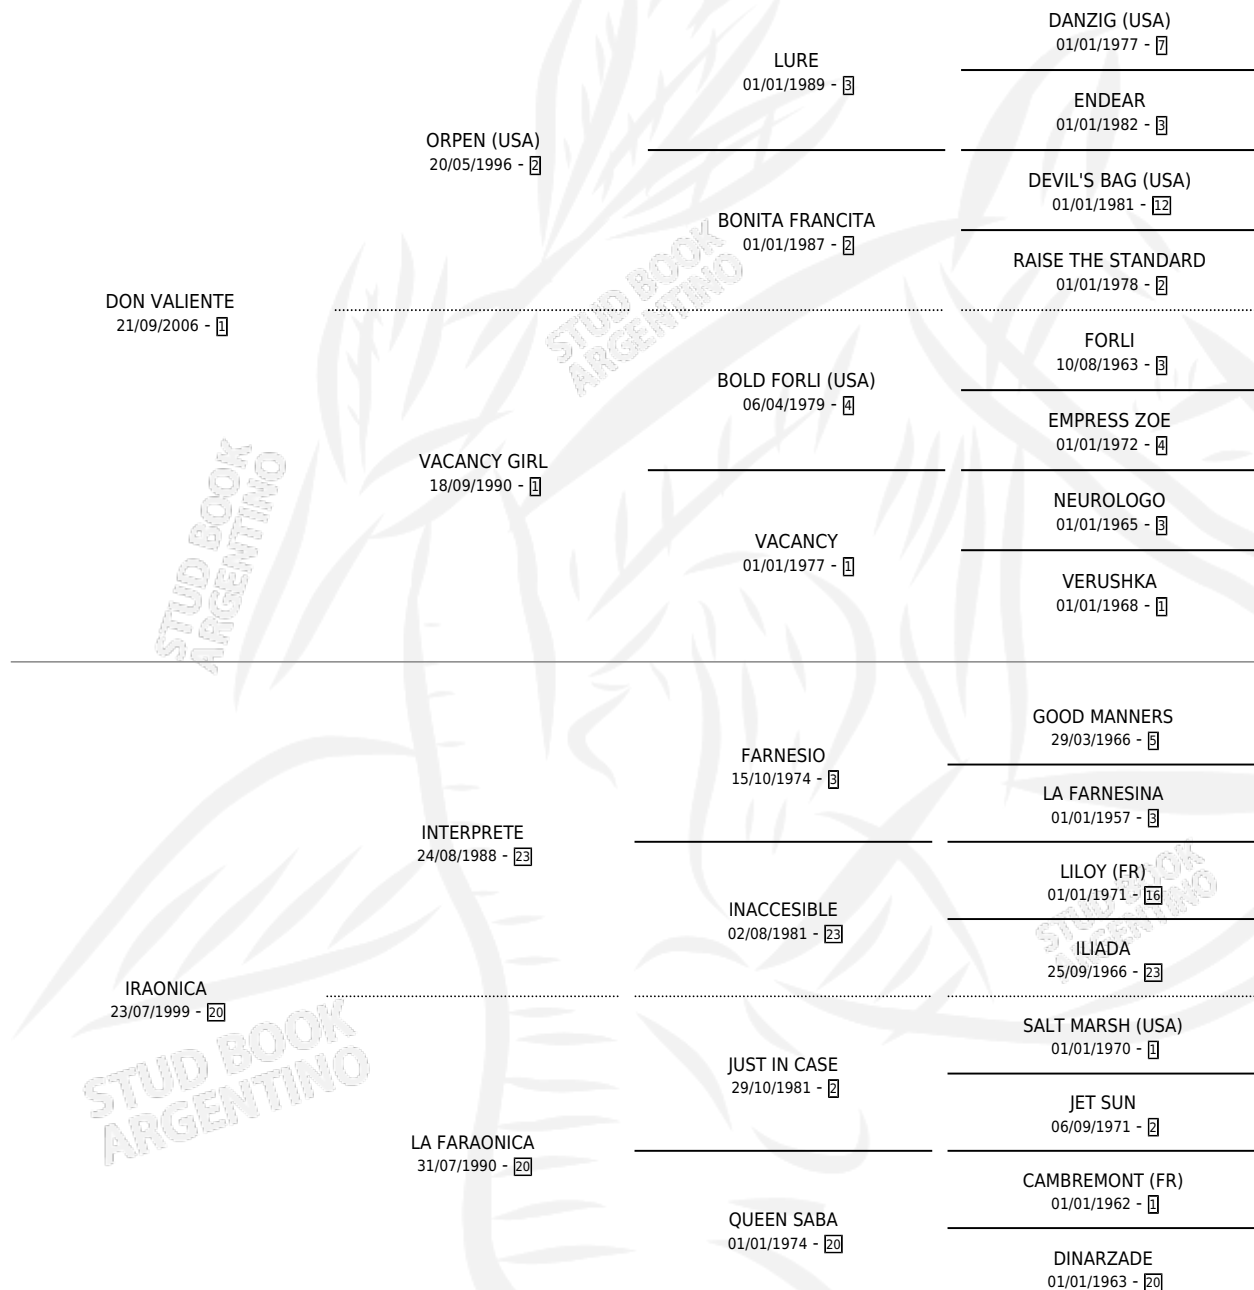 DANZIG (USA)
01/01/1977 - 7
LURE
01/01/1989 - 3
ENDEAR
01/01/1982 - 3
ORPEN (USA)
20/05/1996 - 2
DEVIL'S BAG (USA)
01/01/1981 - 12
BONITA FRANCITA
01/01/1987 - 2
RAISE THE STANDARD
01/01/1978 - 2
DON VALIENTE
21/09/2006 - 1
FORLI
10/08/1963 - 3
BOLD FORLI (USA)
06/04/1979 - 4
EMPRESS ZOE
01/01/1972 - 4
VACANCY GIRL
18/09/1990 - 1
NEUROLOGO
01/01/1965 - 3
VACANCY
01/01/1977 - 1
VERUSHKA
01/01/1968 - 1
GOOD MANNERS
29/03/1966 - 5
FARNESIO
15/10/1974 - 3
LA FARNESINA
01/01/1957 - 3
INTERPRETE
24/08/1988 - 23
LILOY (FR)
01/01/1971 - 16
INACCESIBLE
02/08/1981 - 23
ILIADA
25/09/1966 - 23
IRAONICA
23/07/1999 - 20
SALT MARSH (USA)
01/01/1970 - 1
JUST IN CASE
29/10/1981 - 2
JET SUN
06/09/1971 - 2
LA FARAONICA
31/07/1990 - 20
CAMBREMONT (FR)
01/01/1962 - 1
QUEEN SABA
01/01/1974 - 20
DINARZADE
01/01/1963 - 20
STUD BOOK
ARGENTINO
STUD BOOK
ARGENTINO
STUD BOOK
ARGENTINO
STUD BOOK
ARGENTINO